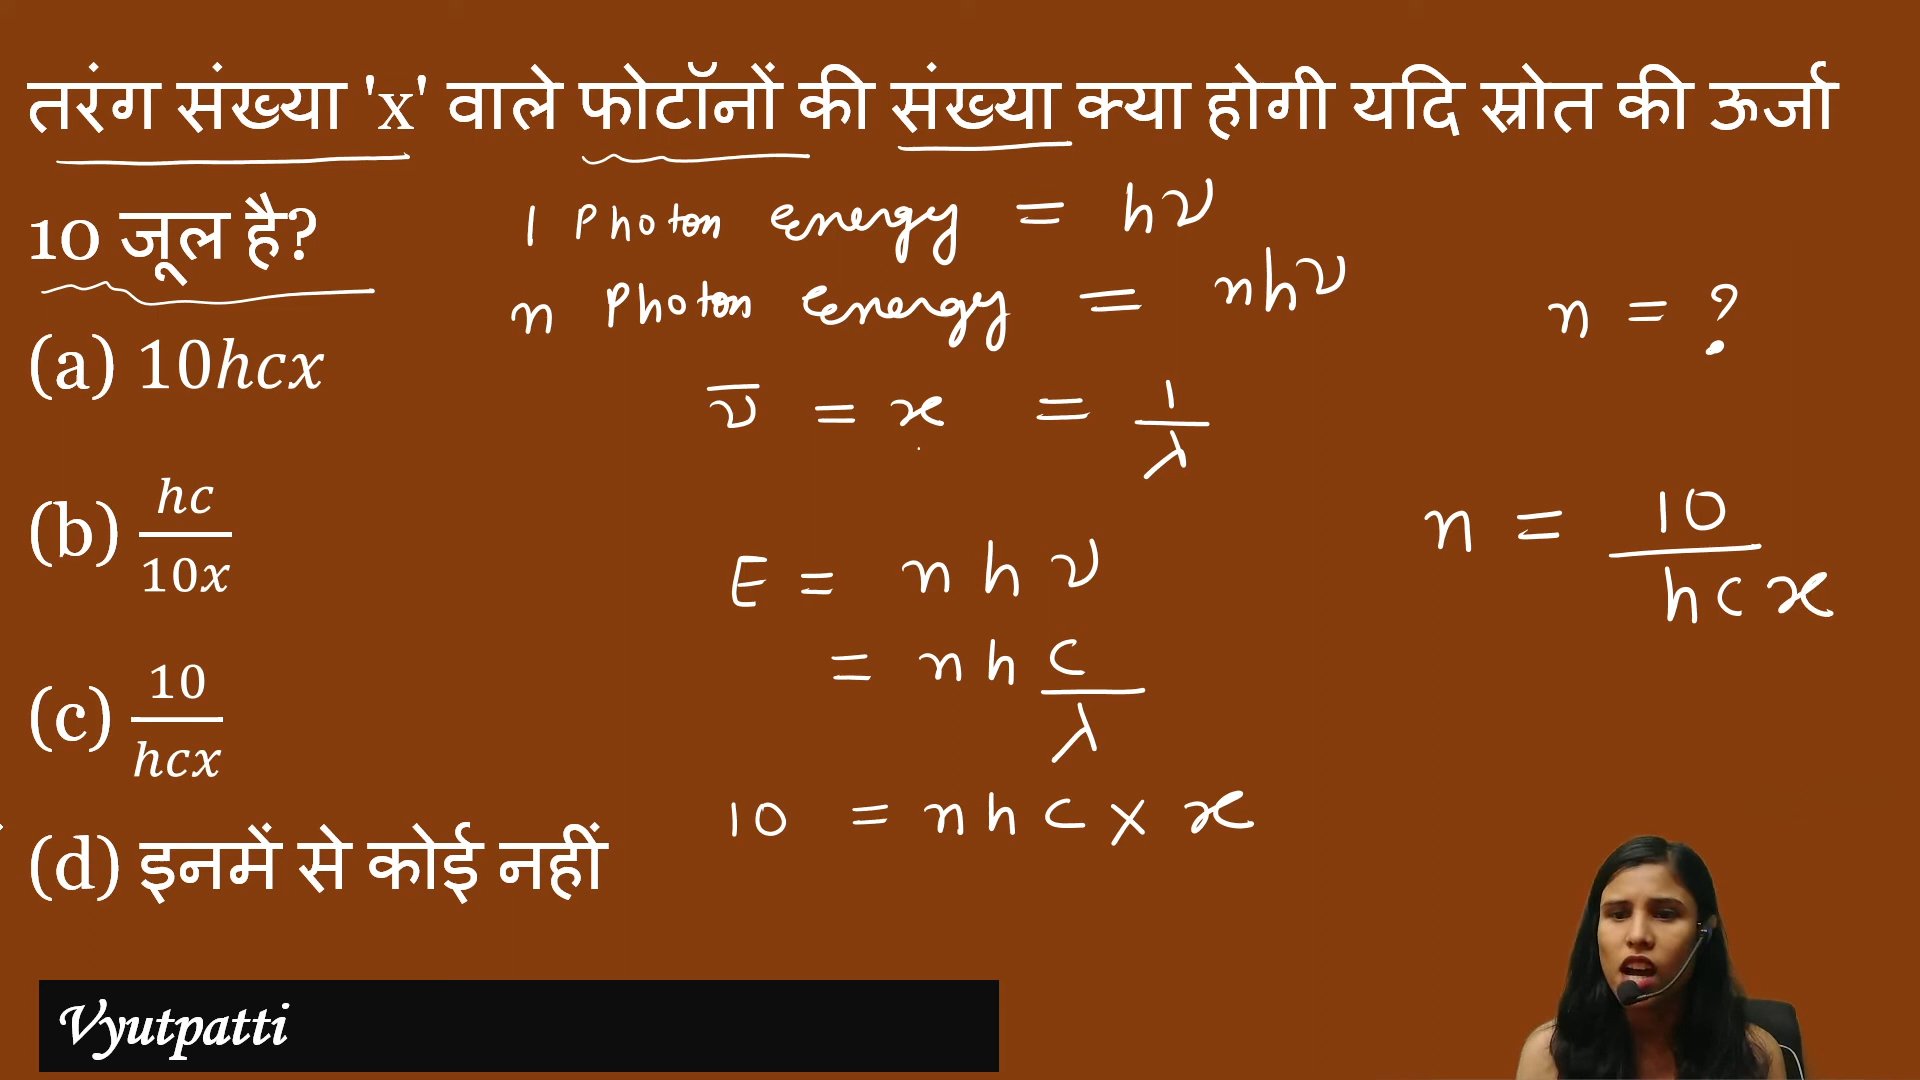 तरंग संख्या 'x' वाले फोटॉनों की संख्या क्या होगी यदि स्रोत की ऊर्जा
10 जूल है?
1 Photon Energy = hν
n Photon Energy = nhν
n = ?
(a) 10hcx
ν̅ = x = 1/λ
(b) hc/10x
n = 10/hcx
E = nhν
= nh c/λ
(c) 10/hcx
10 = nhc × x
(d) इनमें से कोई नहीं
Vyutpatti